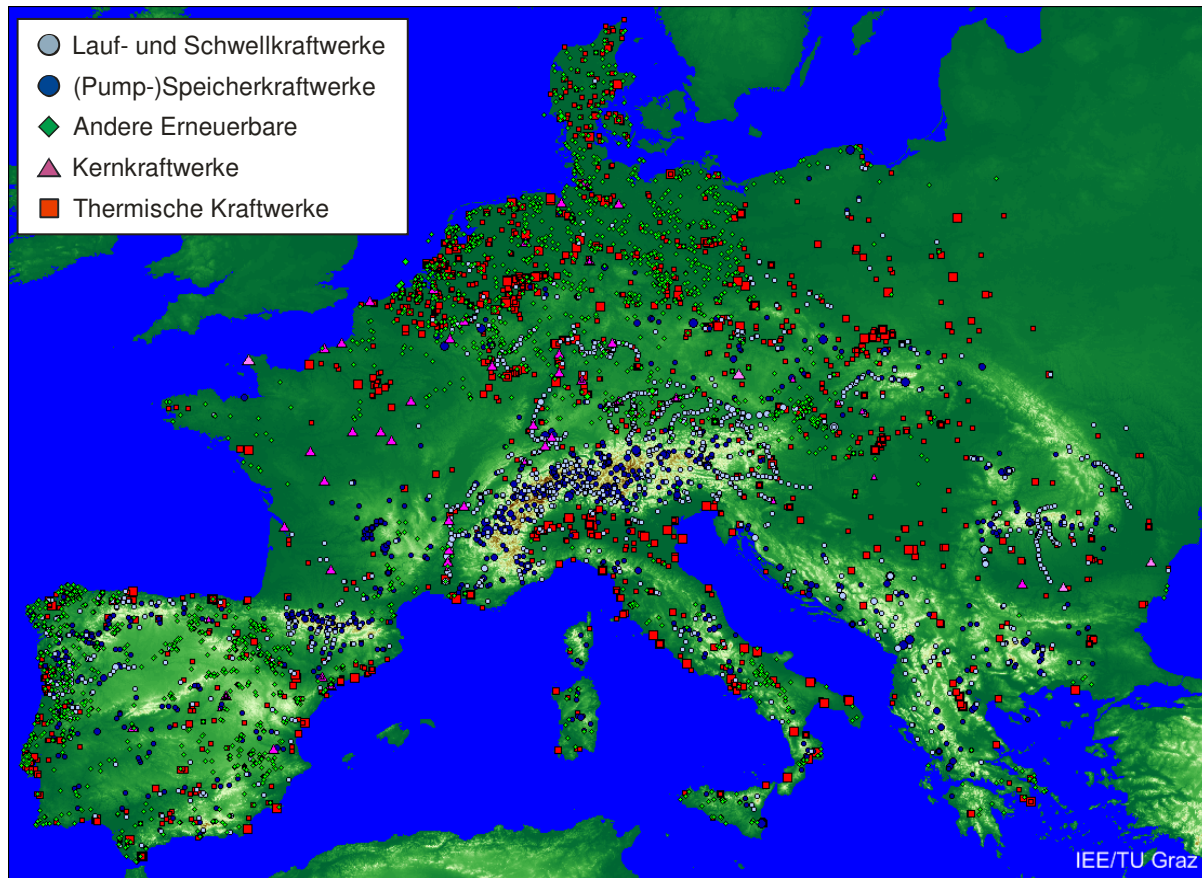 Lauf- und Schwellkraftwerke
(Pump-)Speicherkraftwerke
Andere Erneuerbare
Kernkraftwerke
Thermische Kraftwerke
IEE/TU Graz